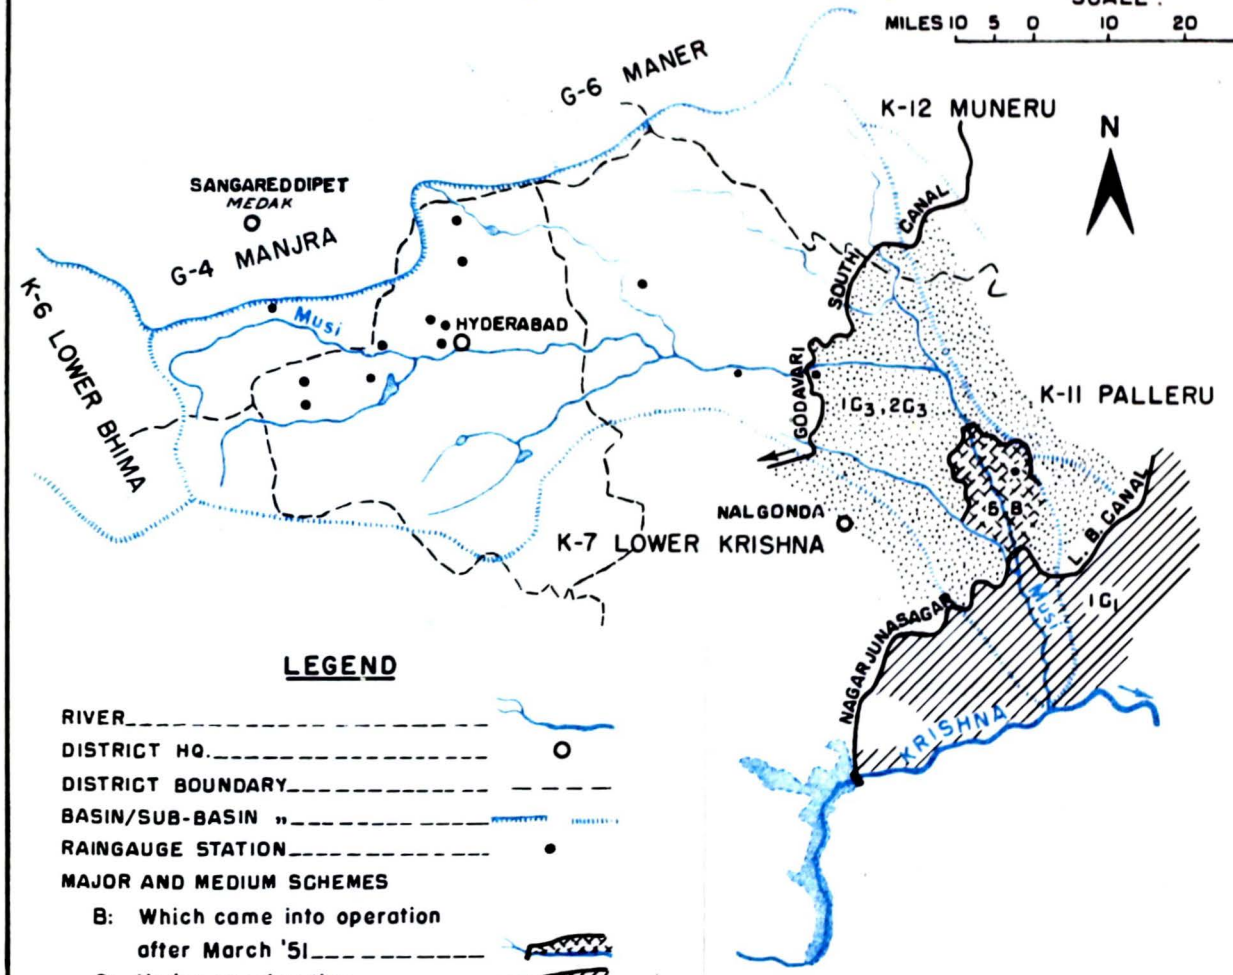 SCALE :
MILES 10 5 0 10 20
G-6 MANER
K-12 MUNERU
N
SANGAREDDIPET
MEDAK
G-4 MANJRA
CANAL
SOUTH
K-6 LOWER BHIMA
Musi
HYDERABAD
GODAVARI
1C3, 2C3
K-11 PALLERU
6 B
NALGONDA
L. B. CANAL
K-7 LOWER KRISHNA
Musi
1C1
NAGARJUNASAGAR
KRISHNA
LEGEND
RIVER
DISTRICT HQ.
DISTRICT BOUNDARY
BASIN/SUB-BASIN "
RAINGAUGE STATION
MAJOR AND MEDIUM SCHEMES
B: Which came into operation
after March '51